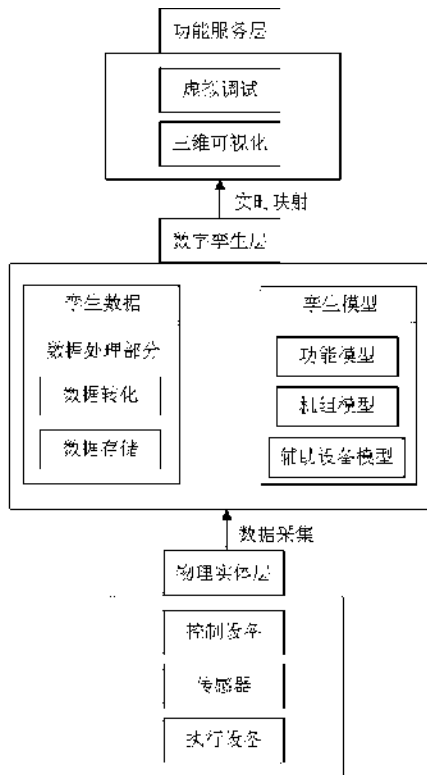 功能服务层
虚拟调试
三维可视化
实时映射
数字孪生层
孪生数据
数据处理部分
数据转化
数据存储
孪生模型
功能模型
机组模型
辅助设备模型
数据采集
物理实体层
控制设备
传感器
执行设备